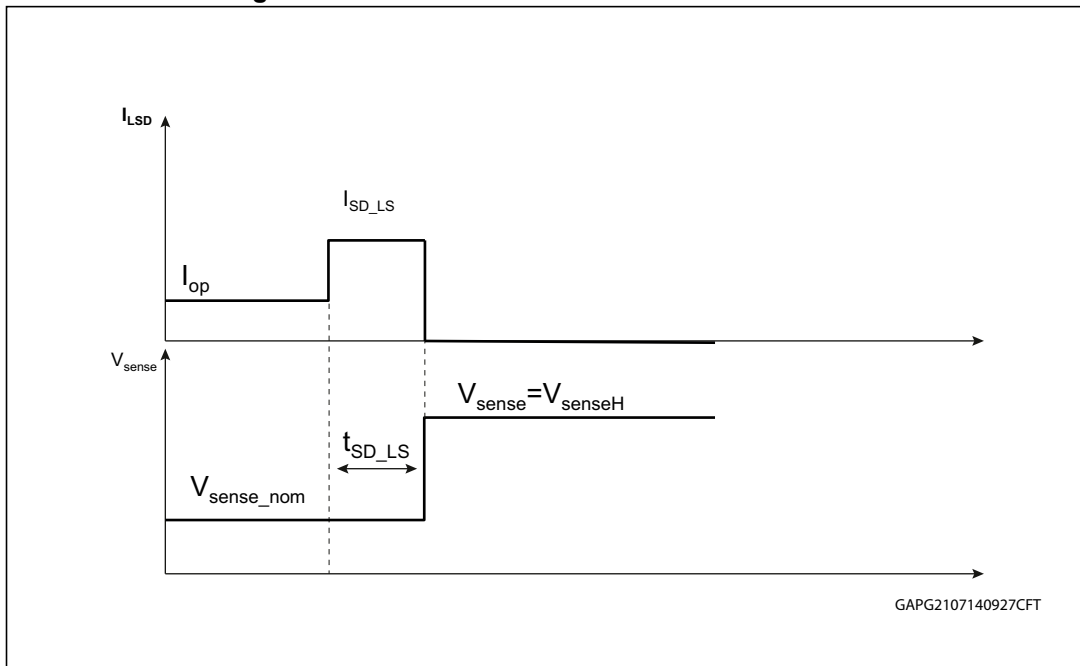 I_LSD
I_SD_LS
I_op
V_sense
V_sense=V_senseH
t_SD_LS
V_sense_nom
GAPG2107140927CFT